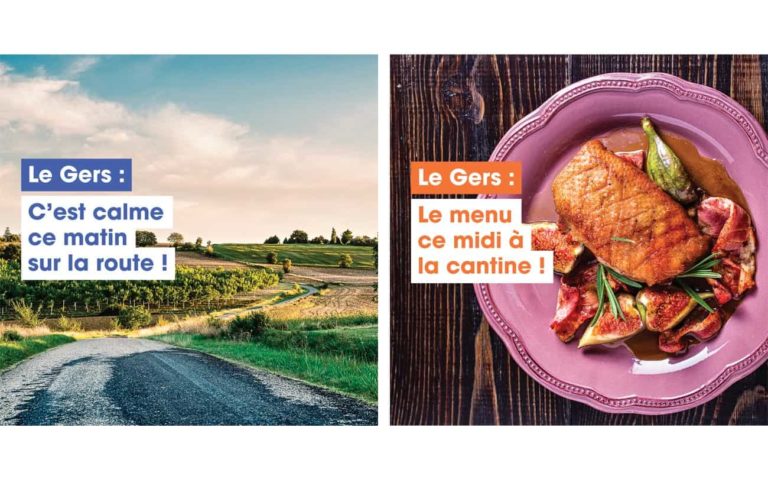 Le Gers :
C’est calme
ce matin
sur la route !
Le Gers :
Le menu
ce midi à
la cantine !